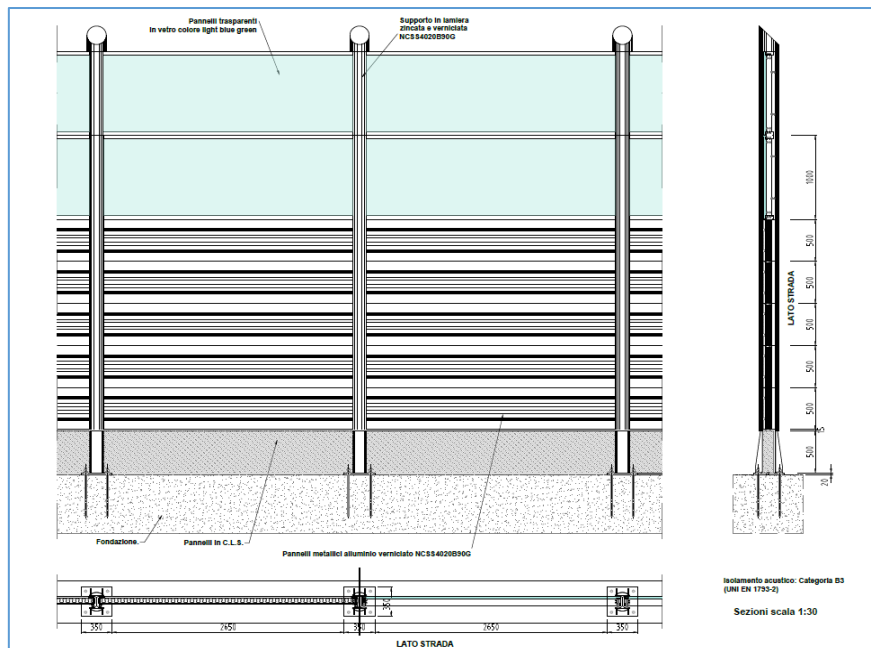 Pannelli trasparenti
in vetro colore light blue green
Supporto in lamiera
zincata e verniciata
NCSS4020B90G
1000
500
500
500
500
500
LATO STRADA
15
500
20
Fondazione.
Pannelli in C.L.S.
Pannelli metallici alluminio verniciato NCSS4020B90G
350
350
2650
350
2650
350
LATO STRADA
Isolamento acustico: Categoria B3
(UNI EN 1793-2)
Sezioni scala 1:30